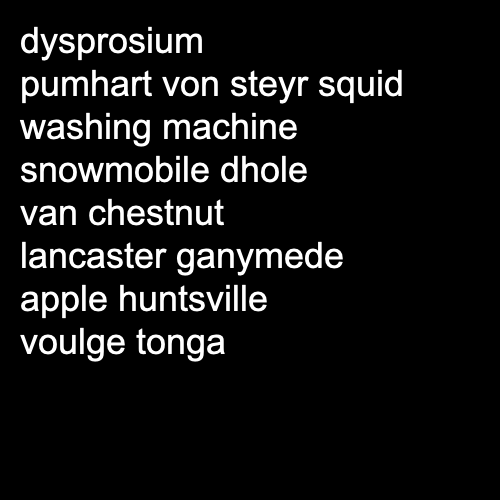 dysprosium
pumhart von steyr squid
washing machine
snowmobile dhole
van chestnut
lancaster ganymede
apple huntsville
voulge tonga